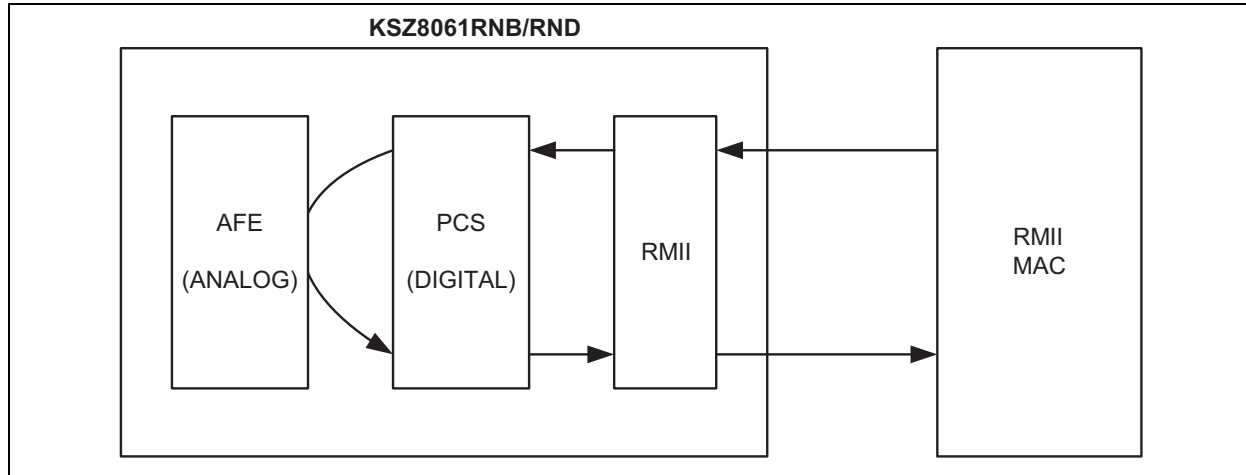 KSZ8061RNB/RND
AFE
(ANALOG)
PCS
(DIGITAL)
RMII
RMII
MAC